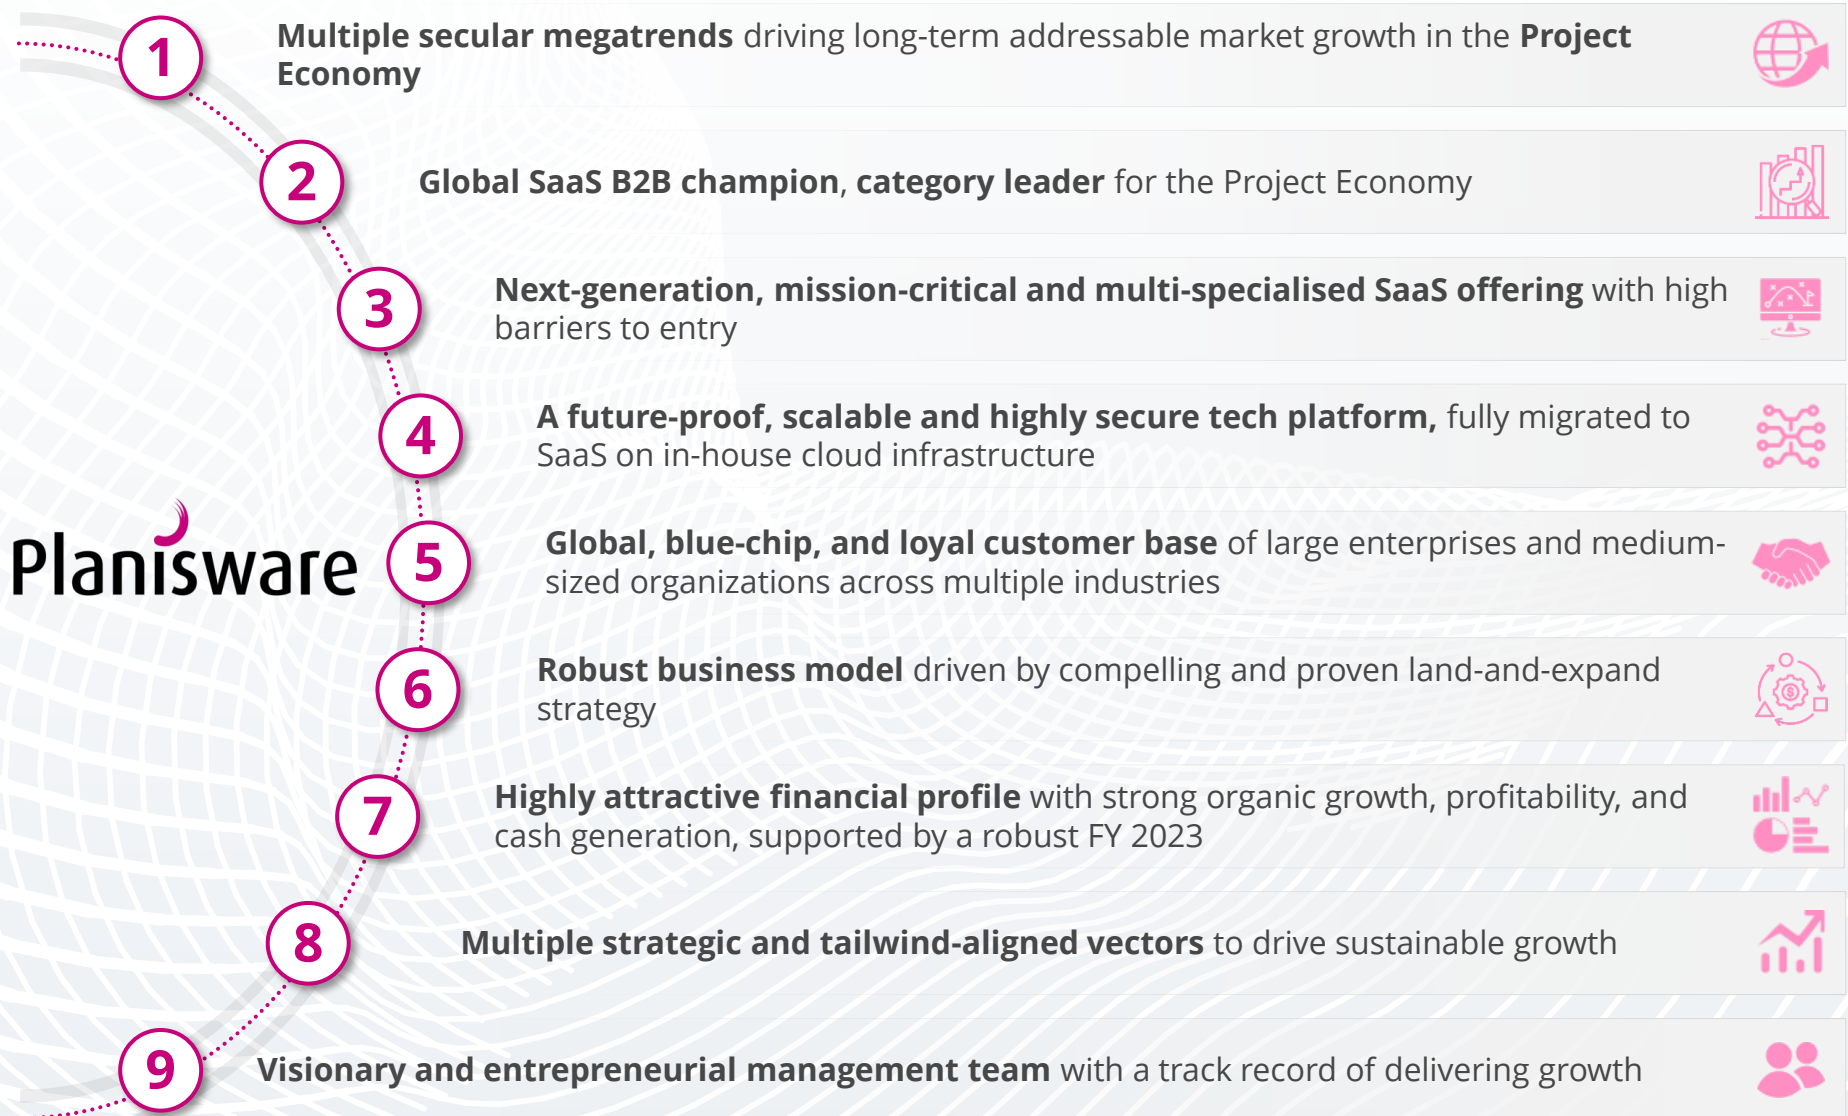 1
Multiple secular megatrends driving long-term addressable market growth in the Project
Economy
2
Global SaaS B2B champion, category leader for the Project Economy
3
Next-generation, mission-critical and multi-specialised SaaS offering with high
barriers to entry
4
A future-proof, scalable and highly secure tech platform, fully migrated to
SaaS on in-house cloud infrastructure
Planisware
5
Global, blue-chip, and loyal customer base of large enterprises and medium-
sized organizations across multiple industries
6
Robust business model driven by compelling and proven land-and-expand
strategy
7
Highly attractive financial profile with strong organic growth, profitability, and
cash generation, supported by a robust FY 2023
8
Multiple strategic and tailwind-aligned vectors to drive sustainable growth
9
Visionary and entrepreneurial management team with a track record of delivering growth